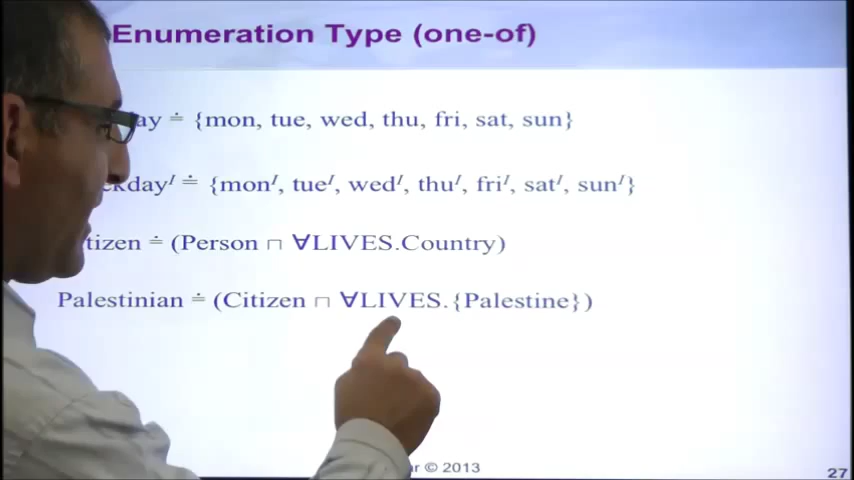 Enumeration Type (one-of)
ay ≐ {mon, tue, wed, thu, fri, sat, sun}
kday′ ≐ {mon′, tue′, wed′, thu′, fri′, sat′, sun′}
tizen ≐ (Person ⊓ ∀LIVES.Country)
Palestinian ≐ (Citizen ⊓ ∀LIVES.{Palestine})
r © 2013
27